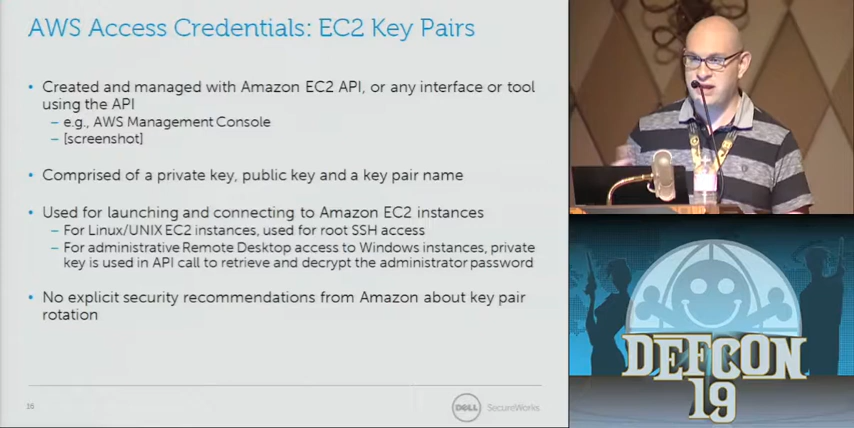 AWS Access Credentials: EC2 Key Pairs
• Created and managed with Amazon EC2 API, or any interface or tool
using the API
– e.g., AWS Management Console
– [screenshot]
• Comprised of a private key, public key and a key pair name
• Used for launching and connecting to Amazon EC2 instances
– For Linux/UNIX EC2 instances, used for root SSH access
– For administrative Remote Desktop access to Windows instances, private
key is used in API call to retrieve and decrypt the administrator password
• No explicit security recommendations from Amazon about key pair
rotation
16
DELL SecureWorks
DEFCON
19